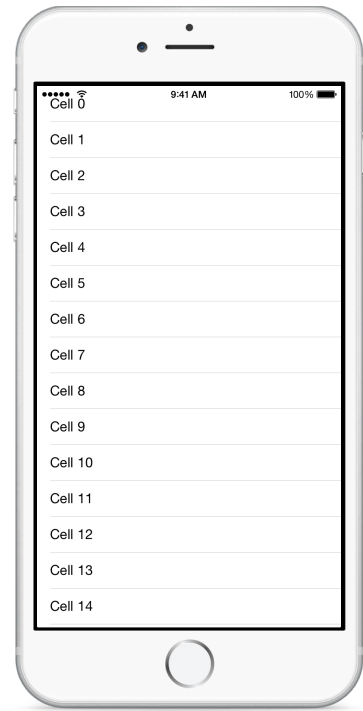 9:41 AM 100%
Cell 0
Cell 1
Cell 2
Cell 3
Cell 4
Cell 5
Cell 6
Cell 7
Cell 8
Cell 9
Cell 10
Cell 11
Cell 12
Cell 13
Cell 14